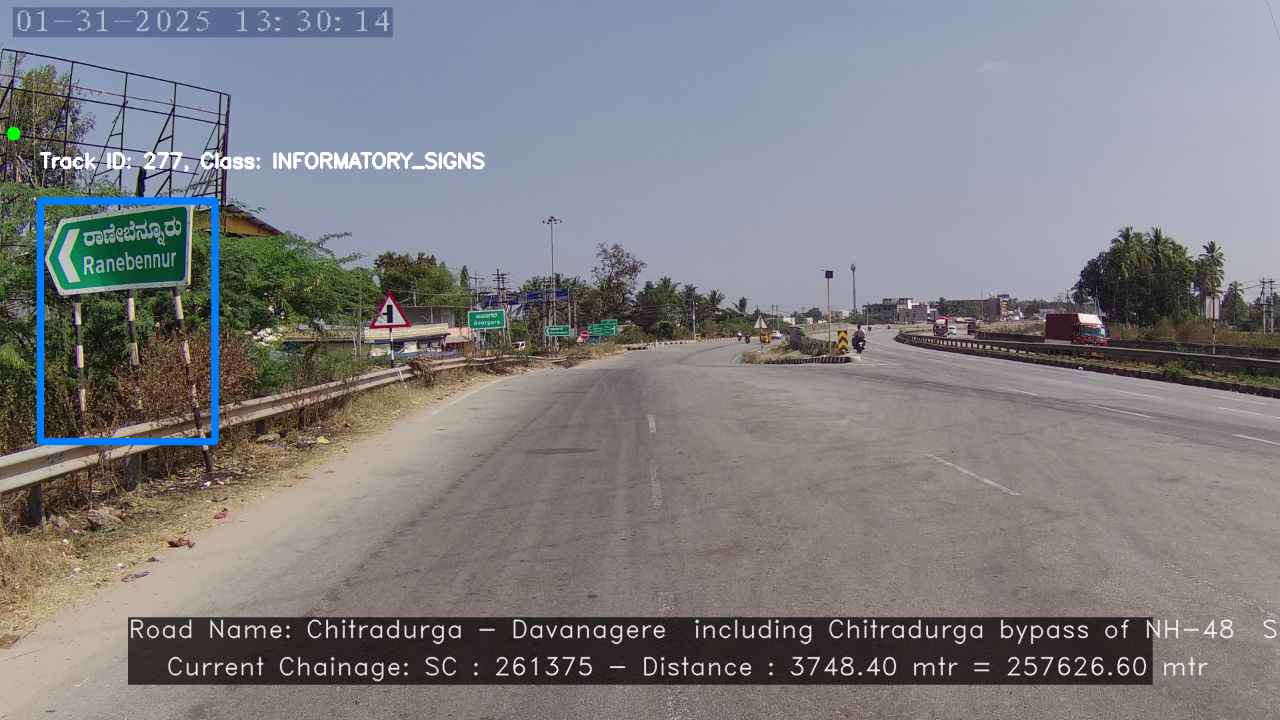 01-31-2025 13:30:14
Track ID: 277, Class: INFORMATORY_SIGNS
ರಾಣೇಬೆನ್ನೂರು
Ranebennur
Road Name: Chitradurga - Davanagere including Chitradurga bypass of NH-48 S
Current Chainage: SC : 261375 - Distance : 3748.40 mtr = 257626.60 mtr